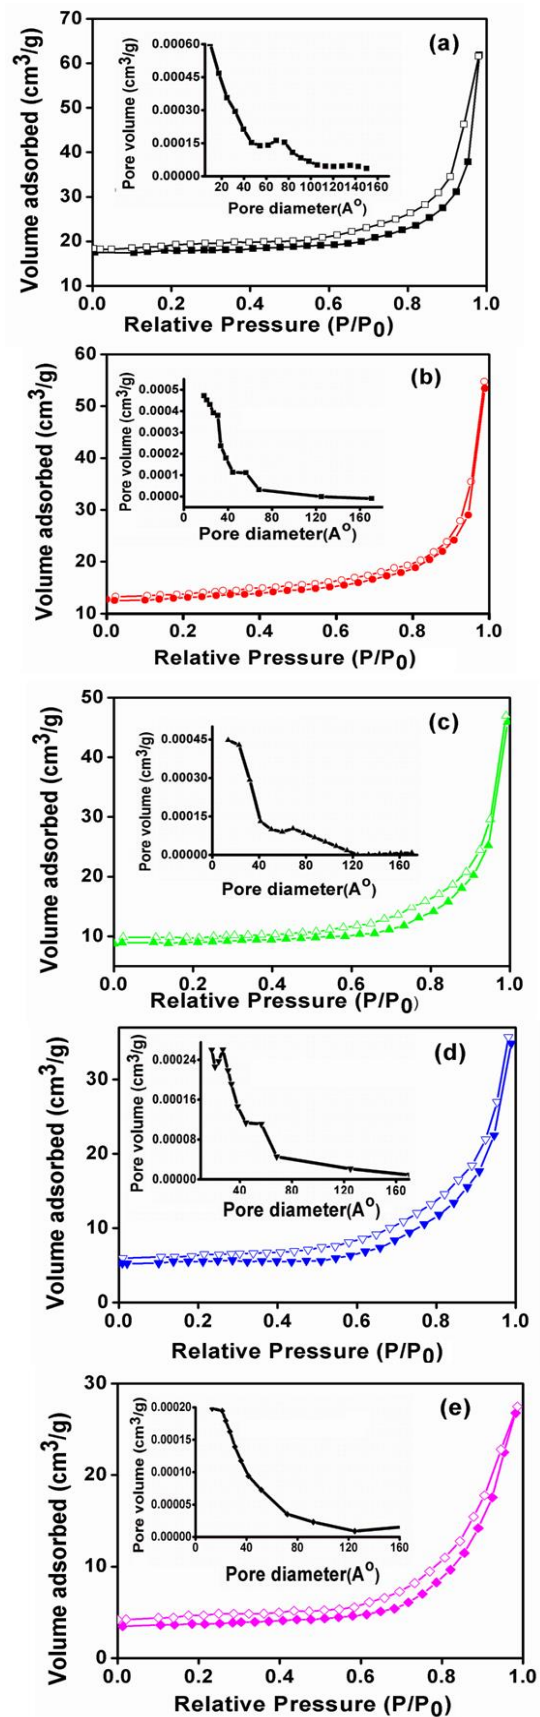 70
60
50
40
30
20
10
Volume adsorbed (cm3/g)
(a)
0.00060
0.00045
0.00030
0.00015
0.00000
Pore volume (cm3/g)
20 40 60 80 100 120 140 160
Pore diameter(Ao)
0.0 0.2 0.4 0.6 0.8 1.0
Relative Pressure (P/P0)
60
50
40
30
20
10
Volume adsorbed (cm3/g)
(b)
0.0005
0.0004
0.0003
0.0002
0.0001
0.0000
Pore volume (cm3/g)
0 40 80 120 160
Pore diameter(Ao)
0.0 0.2 0.4 0.6 0.8 1.0
Relative Pressure (P/P0)
50
40
30
20
10
Volume adsorbed (cm3/g)
(c)
0.00045
0.00030
0.00015
0.00000
Pore volume (cm3/g)
0 40 80 120 160
Pore diameter(Ao)
0.0 0.2 0.4 0.6 0.8 1.0
Relative Pressure (P/P0)
30
20
10
0
Volume adsorbed (cm3/g)
(d)
0.00024
0.00016
0.00008
0.00000
Pore volume (cm3/g)
40 80 120 160
Pore diameter(Ao)
0.0 0.2 0.4 0.6 0.8 1.0
Relative Pressure (P/P0)
30
20
10
0
Volume adsorbed (cm3/g)
(e)
0.00020
0.00015
0.00010
0.00005
0.00000
Pore volume (cm3/g)
0 40 80 120 160
Pore diameter(Ao)
0.0 0.2 0.4 0.6 0.8 1.0
Relative Pressure (P/P0)